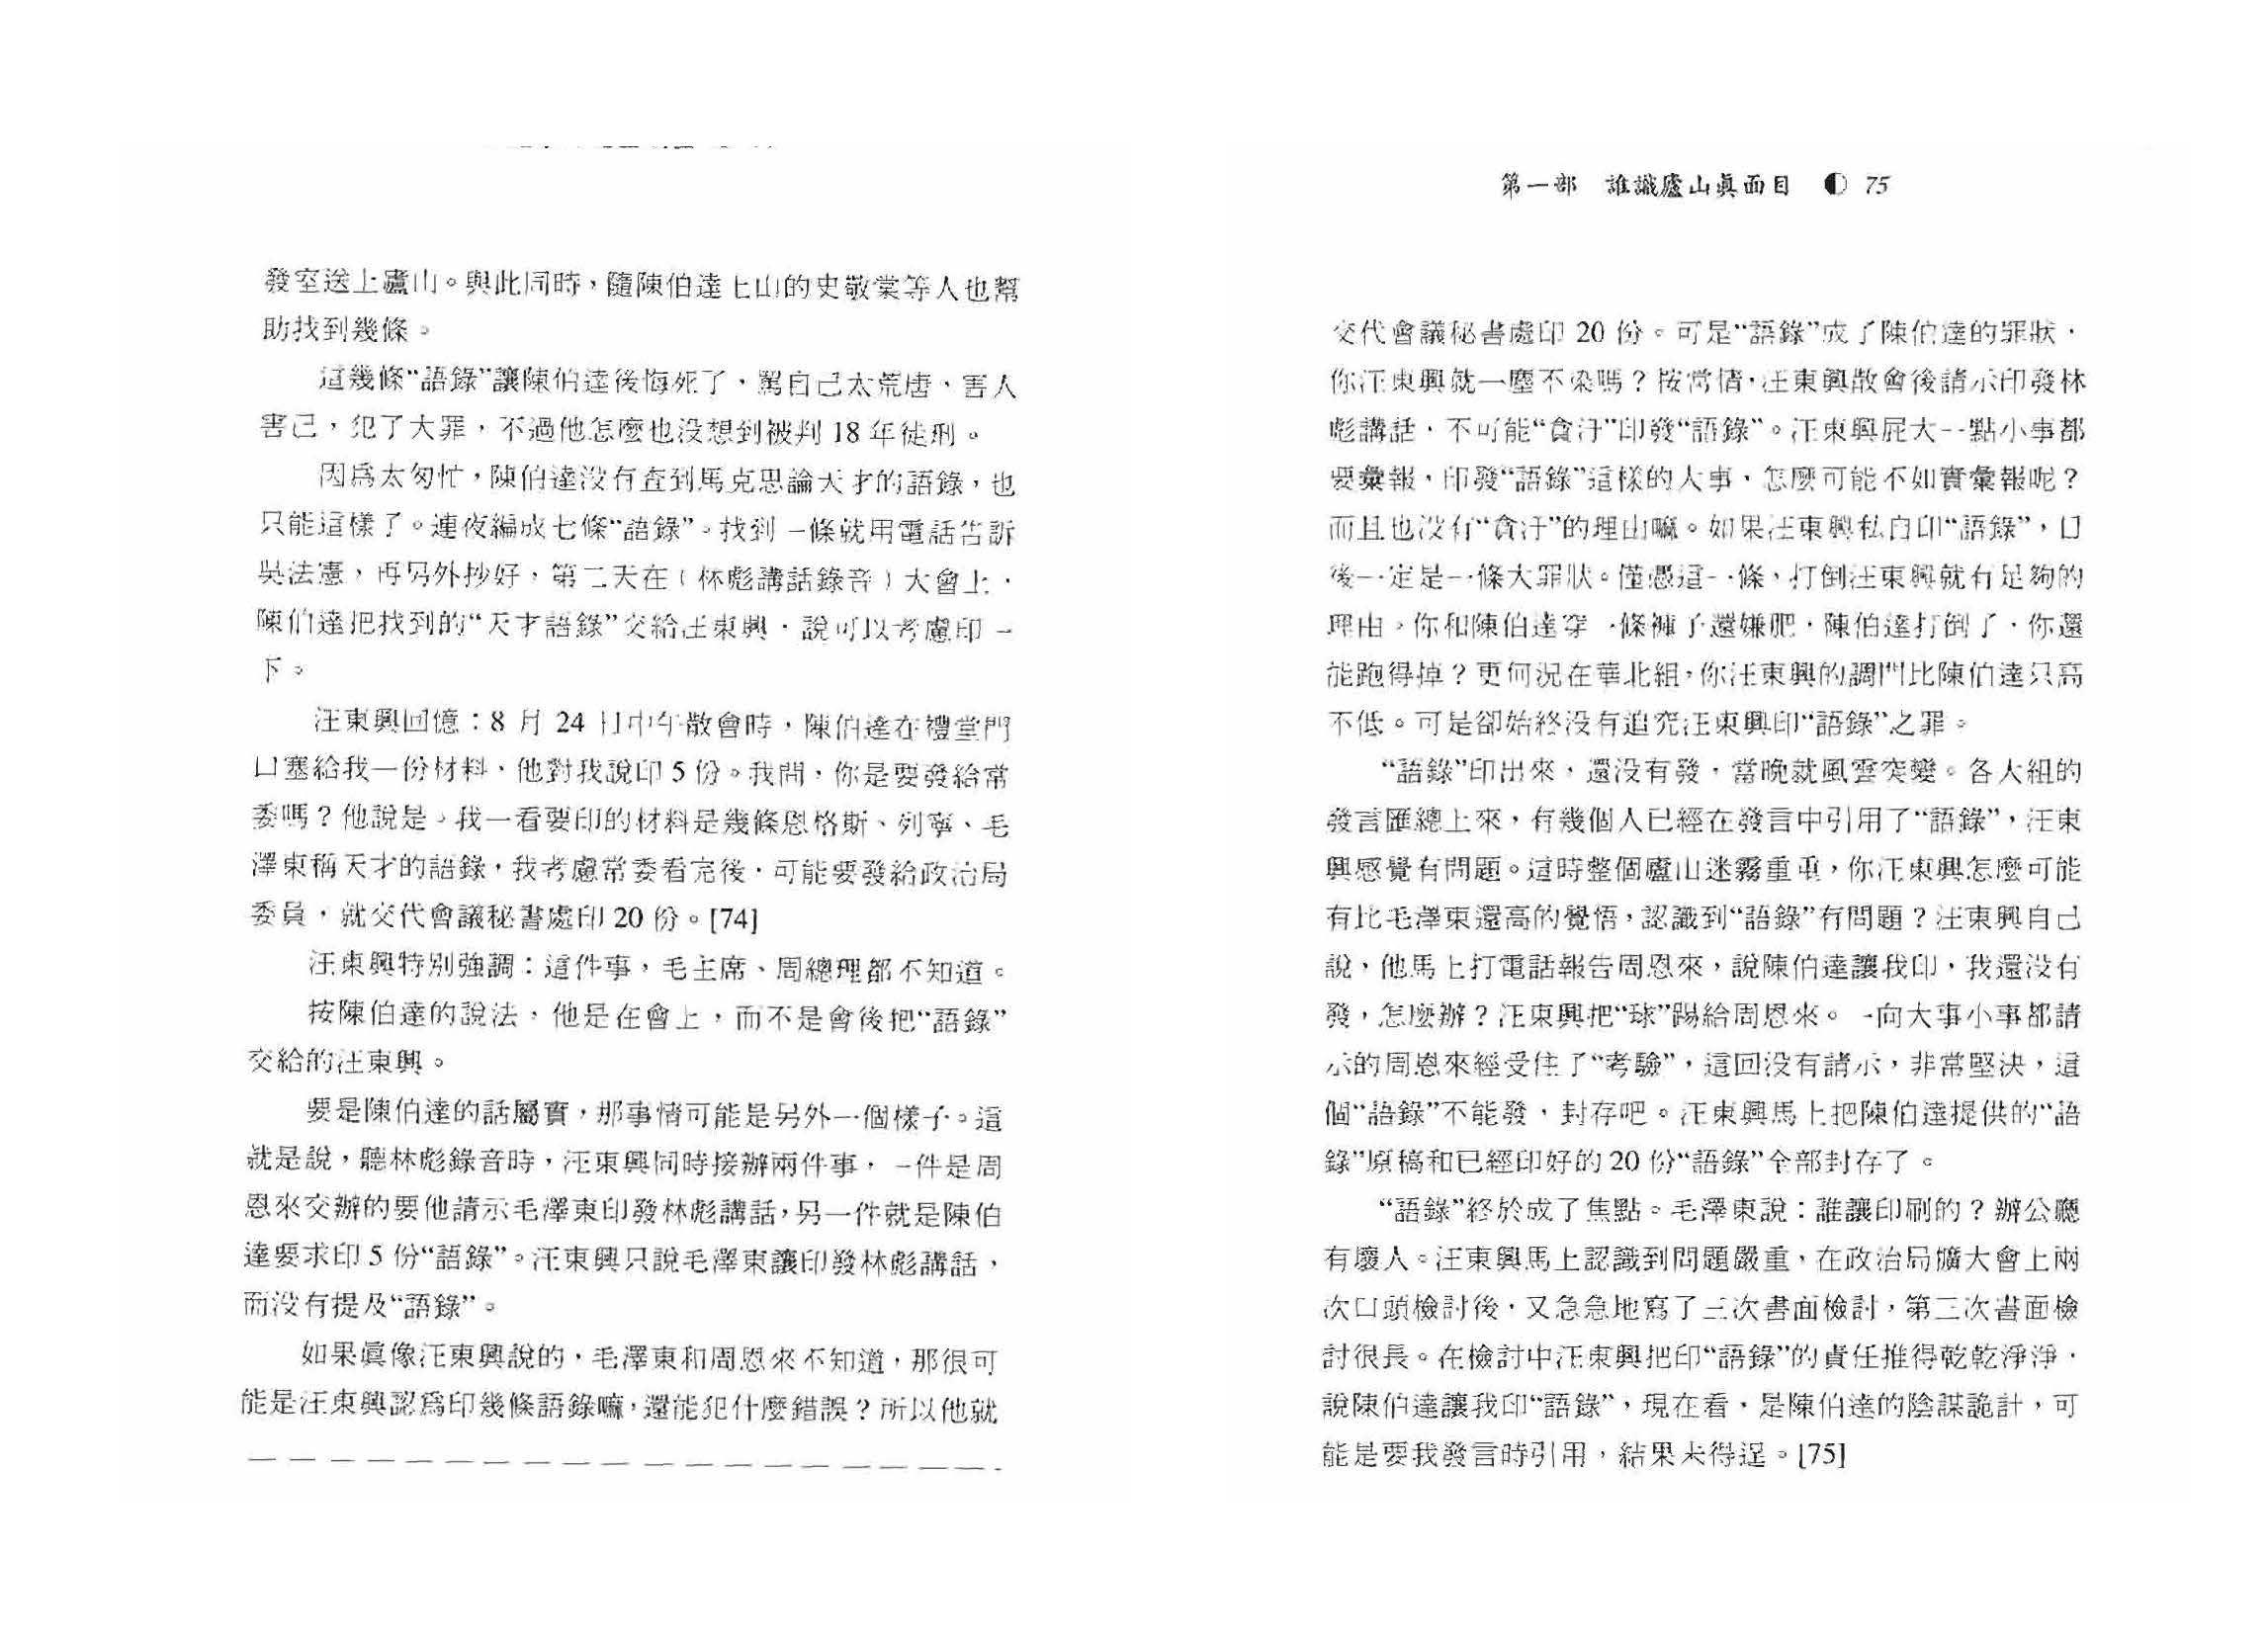 發室送上廬山。與此同時，隨陳伯達上山的史敬棠等人也幫
助找到幾條。
這幾條“語錄”讓陳伯達後悔死了、罵自己太荒唐、害人
害己，犯了大罪，不過他怎麼也没想到被判 18 年徒刑。
因爲太匆忙，陳伯達没有查到馬克思論天才的語錄，也
只能這樣了。連夜編成七條“語錄”。找到一條就用電話告訴
吳法憲，再另外抄好，第二天在（林彪講話錄音）大會上，
陳伯達把找到的“天才語錄”交給汪東興，說可以考慮印一
下。
汪東興回憶：8 月 24 日中午散會時，陳伯達在禮堂門
口塞給我一份材料、他對我說印 5 份。我問，你是要發給常
委嗎？他說是。我一看要印的材料是幾條恩格斯、列寧、毛
澤東稱天才的語錄，我考慮常委看完後，可能要發給政治局
委員，就交代會議秘書處印 20 份。[74]
汪東興特別強調：這件事，毛主席、周總理都不知道。
按陳伯達的說法，他是在會上，而不是會後把“語錄”
交給的汪東興。
要是陳伯達的話屬實，那事情可能是另外一個樣子。這
就是說，聽林彪錄音時，汪東興同時接辦兩件事，一件是周
恩來交辦的要他請示毛澤東印發林彪講話，另一件就是陳伯
達要求印 5 份“語錄”。汪東興只說毛澤東讓印發林彪講話，
而没有提及“語錄”。
如果眞像汪東興說的，毛澤東和周恩來不知道，那很可
能是汪東興認爲印幾條語錄嘛，還能犯什麼錯誤？所以他就
第一部 誰識廬山眞面目 75
交代會議秘書處印 20 份。可是“語錄”成了陳伯達的罪狀，
你汪東興就一塵不染嗎？按常情，汪東興散會後請示印發林
彪講話，不可能“貪汙”印發“語錄”。汪東興屁大一點小事都
要彙報，印發“語錄”這樣的大事，怎麼可能不如實彙報呢？
而且也没有“貪汙”的理由嘛。如果汪東興私自印“語錄”，日
後一定是一條大罪狀。僅憑這一條，打倒汪東興就有足夠的
理由。你和陳伯達穿一條褲子還嫌肥，陳伯達打倒了，你還
能跑得掉？更何況在華北組，你汪東興的調門比陳伯達只高
不低。可是卻始終没有追究汪東興印“語錄”之罪。
“語錄”印出來，還没有發，當晚就風雲突變。各大組的
發言匯總上來，有幾個人已經在發言中引用了“語錄”，汪東
興感覺有問題。這時整個廬山迷霧重重，你汪東興怎麼可能
有比毛澤東還高的覺悟，認識到“語錄”有問題？汪東興自己
說，他馬上打電話報告周恩來，說陳伯達讓我印，我還没有
發，怎麼辦？汪東興把“球”踢給周恩來。一向大事小事都請
示的周恩來經受住了“考驗”，這回没有請示，非常堅決，這
個“語錄”不能發，封存吧。汪東興馬上把陳伯達提供的“語
錄”原稿和已經印好的 20 份“語錄”全部封存了。
“語錄”終於成了焦點。毛澤東說：誰讓印刷的？辦公廳
有壞人。汪東興馬上認識到問題嚴重，在政治局擴大會上兩
次口頭檢討後，又急急地寫了三次書面檢討，第三次書面檢
討很長。在檢討中汪東興把印“語錄”的責任推得乾乾淨淨，
說陳伯達讓我印“語錄”，現在看，是陳伯達的陰謀詭計，可
能是要我發言時引用，結果未得逞。[75]